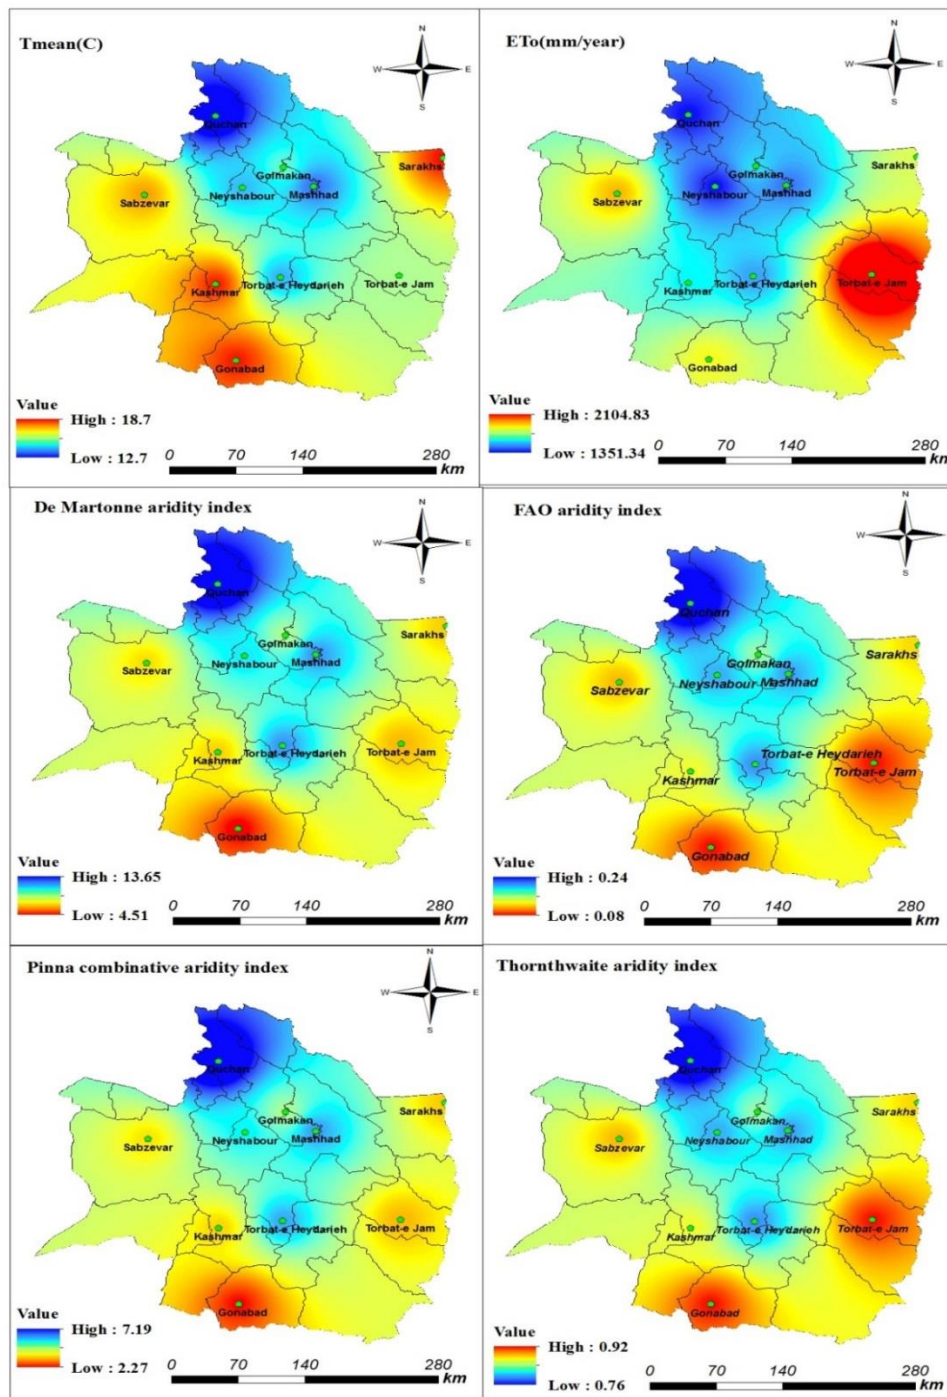 Tmean(C)
N
W
E
S
Quchan
Golmakan
Sarakhs
Neyshabour
Mashhad
Sabzevar
Kashmar
Torbat-e Heydarieh
Torbat-e Jam
Gonabad
Value
High : 18.7
Low : 12.7
0 70 140 280
km
ETo(mm/year)
N
W
E
S
Quchan
Golmakan
Sarakhs
Neyshabour
Mashhad
Sabzevar
Kashmar
Torbat-e Heydarieh
Torbat-e Jam
Gonabad
Value
High : 2104.83
Low : 1351.34
0 70 140 280
km
De Martonne aridity index
N
W
E
S
Quchan
Golmakan
Sarakhs
Neyshabour
Mashhad
Sabzevar
Kashmar
Torbat-e Heydarieh
Torbat-e Jam
Gonabad
Value
High : 13.65
Low : 4.51
0 70 140 280
km
FAO aridity index
N
W
E
S
Quchan
Golmakan
Sarakhs
Neyshabour
Mashhad
Sabzevar
Torbat-e Heydarieh
Kashmar
Torbat-e Jam
Gonabad
Value
High : 0.24
Low : 0.08
0 70 140 280
km
Pinna combinative aridity index
N
W
E
S
Quchan
Golmakan
Sarakhs
Neyshabour
Mashhad
Sabzevar
Kashmar
Torbat-e Heydarieh
Torbat-e Jam
Gonabad
Value
High : 7.19
Low : 2.27
0 70 140 280
km
Thornthwaite aridity index
Quchan
Golmakan
Sarakhs
Neyshabour
Mashhad
Sabzevar
Kashmar
Torbat-e Heydarieh
Torbat-e Jam
Gonabad
Value
High : 0.92
Low : 0.76
0 70 140 280
km